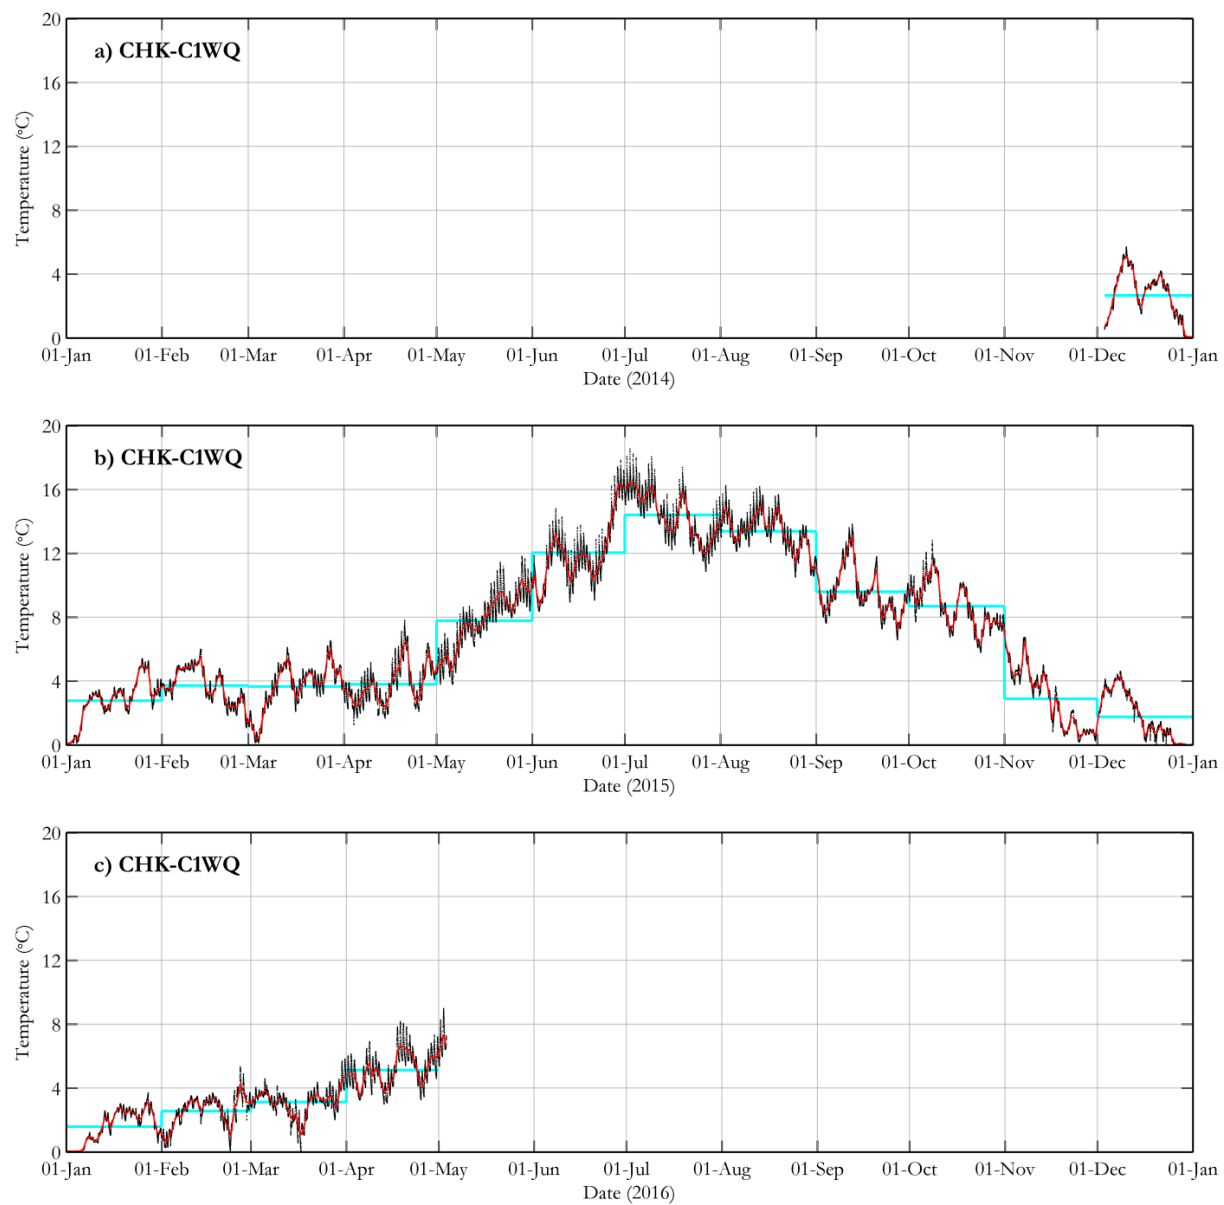 a) CHK-C1WQ
20
16
12
8
4
0
Temperature (°C)
01-Jan 01-Feb 01-Mar 01-Apr 01-May 01-Jun 01-Jul 01-Aug 01-Sep 01-Oct 01-Nov 01-Dec 01-Jan
Date (2014)
b) CHK-C1WQ
20
16
12
8
4
0
Temperature (°C)
01-Jan 01-Feb 01-Mar 01-Apr 01-May 01-Jun 01-Jul 01-Aug 01-Sep 01-Oct 01-Nov 01-Dec 01-Jan
Date (2015)
c) CHK-C1WQ
20
16
12
8
4
0
Temperature (°C)
01-Jan 01-Feb 01-Mar 01-Apr 01-May 01-Jun 01-Jul 01-Aug 01-Sep 01-Oct 01-Nov 01-Dec 01-Jan
Date (2016)